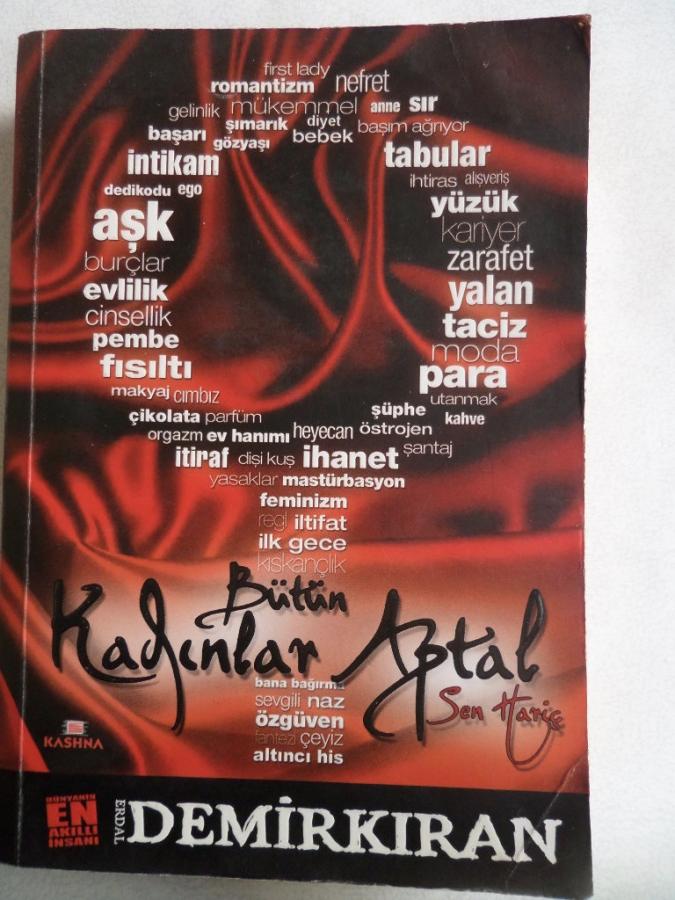 first lady
romantizm nefret
gelinlik mükemmel anne sır
başarı şımarık diyet başım ağrıyor
gözyaşı bebek
intikam tabular
ihtiras alışveriş
dedikodu ego yüzük
aşk kariyer
burçlar zarafet
evlilik yalan
cinsellik taciz
pembe moda
fısıltı para
makyaj cımbız utanmak
çikolata parfüm şüphe kahve
orgazm ev hanımı heyecan östrojen
itiraf dişi kuş ihanet şantaj
yasaklar mastürbasyon
feminizm
regl iltifat
ilk gece
kıskançlık
Bütün
Kadınlar Aptal
Sen Hariç
bana bağırma
sevgili naz
özgüven
fantezi çeyiz
altıncı his
KASHNA
DÜNYANIN
EN
AKILLI
İNSANI
ERDAL
DEMİRKIRAN